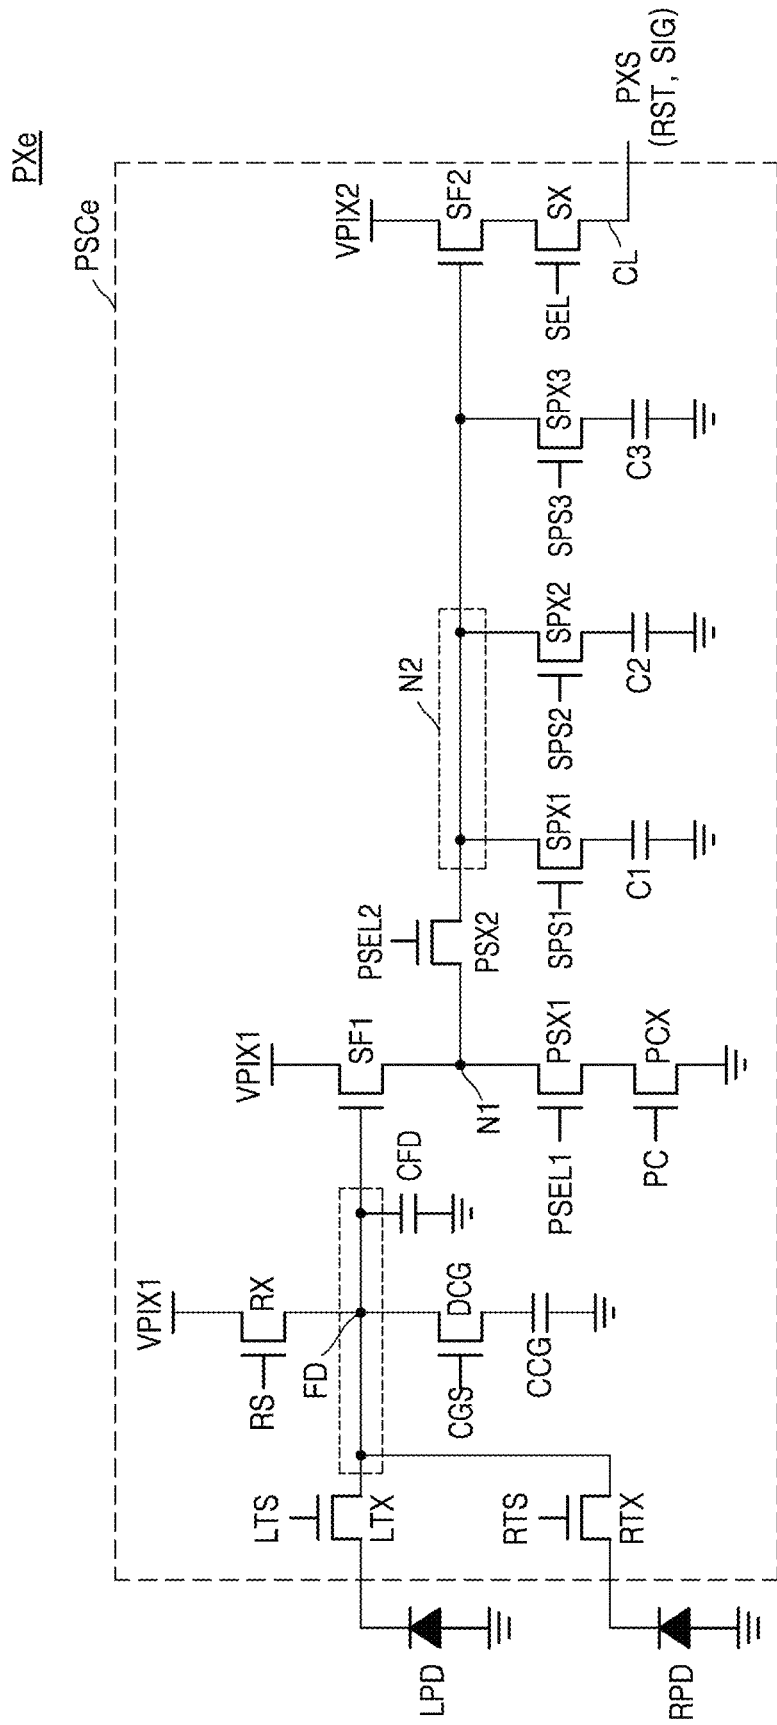 PXe
PSCe
VPIX2
SF2
SX
SEL
CL
PXS
(RST, SIG)
N2
SPX3
SPS3
C3
SPX2
SPS2
C2
SPX1
SPS1
C1
PSEL2
PSX2
VPIX1
SF1
N1
PSX1
PSEL1
PCX
PC
CFD
VPIX1
RX
RS
FD
DCG
CGS
CCG
LTS
LTX
RTS
RTX
LPD
RPD